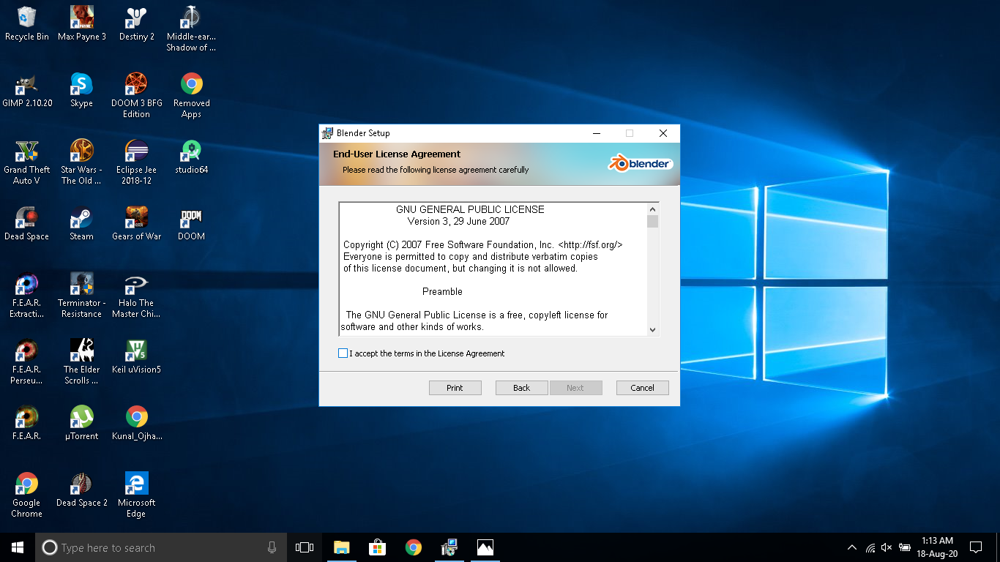 Recycle Bin
Max Payne 3
Destiny 2
Middle-ear...
Shadow of ...
GIMP 2.10.20
Skype
DOOM 3 BFG
Edition
Removed
Apps
Grand Theft
Auto V
Star Wars -
The Old ...
Eclipse Jee
2018-12
studio64
Dead Space
Steam
Gears of War
DOOM
DOOM
F.E.A.R.
Extracti...
Terminator -
Resistance
Halo The
Master Chi...
F.E.A.R.
Perseu...
The Elder
Scrolls ...
Keil uVision5
F.E.A.R.
µTorrent
Kunal_Ojha...
Google
Chrome
Dead Space 2
Microsoft
Edge
Blender Setup
End-User License Agreement
Please read the following license agreement carefully
blender
GNU GENERAL PUBLIC LICENSE
Version 3, 29 June 2007
Copyright (C) 2007 Free Software Foundation, Inc. <http://fsf.org/>
Everyone is permitted to copy and distribute verbatim copies
of this license document, but changing it is not allowed.
Preamble
The GNU General Public License is a free, copyleft license for
software and other kinds of works.
I accept the terms in the License Agreement
Print
Back
Next
Cancel
Type here to search
1:13 AM
18-Aug-20